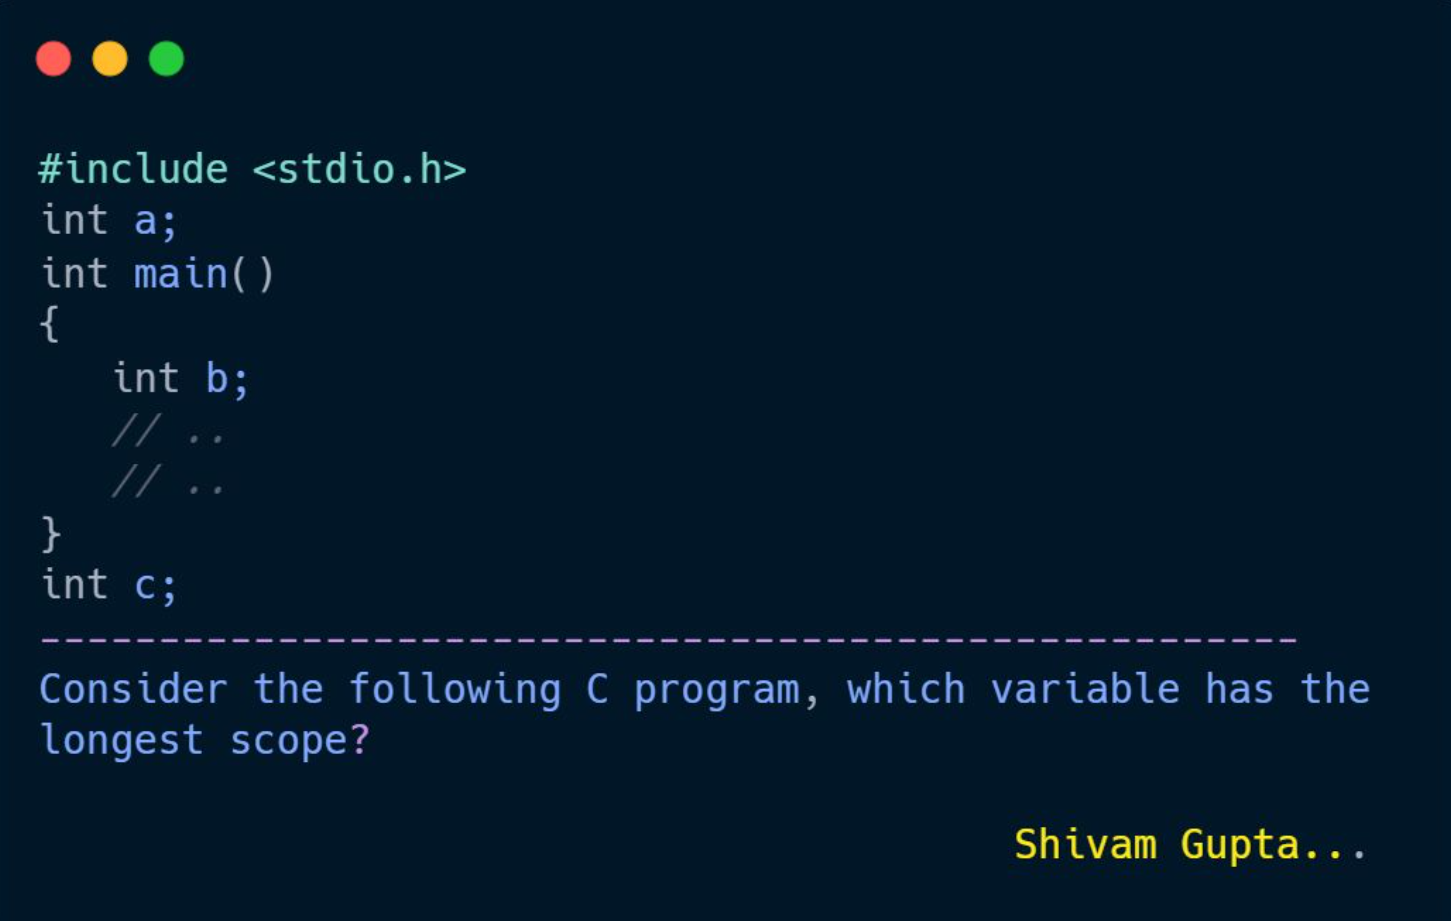 #include <stdio.h>
int a;
int main()
{
   int b;
   // ..
   // ..
}
int c;
-----------------------------------------------------
Consider the following C program, which variable has the
longest scope?
Shivam Gupta...